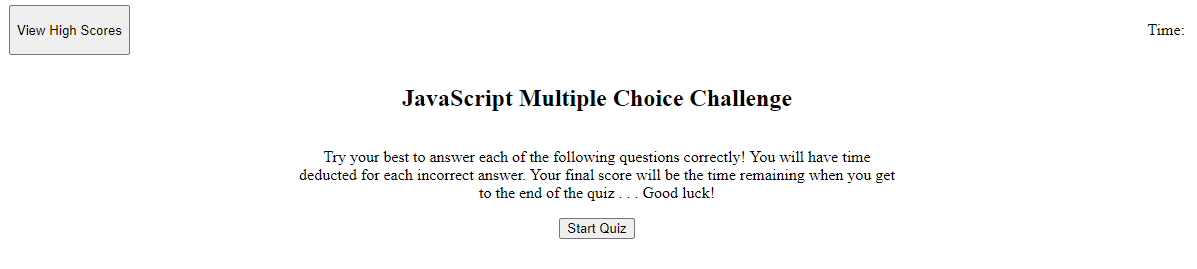 View High Scores
Time:
JavaScript Multiple Choice Challenge
Try your best to answer each of the following questions correctly! You will have time
deducted for each incorrect answer. Your final score will be the time remaining when you get
to the end of the quiz . . . Good luck!
Start Quiz